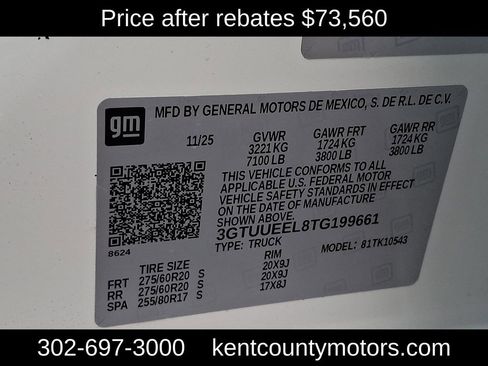 Price after rebates $73,560
gm
MFD BY GENERAL MOTORS DE MEXICO, S. DE R.L. DE C.V.
11/25 GVWR GAWR FRT GAWR RR
3221 KG 1724 KG 1724 KG
7100 LB 3800 LB 3800 LB
THIS VEHICLE CONFORMS TO ALL
APPLICABLE U.S. FEDERAL MOTOR
VEHICLE SAFETY STANDARDS IN EFFECT
ON THE DATE OF MANUFACTURE
SHOWN ABOVE.
3GTUUEEL8TG199661
8624 TYPE: TRUCK MODEL: 81TK10543
TIRE SIZE RIM
FRT 275/60R20 S 20X9J
RR 275/60R20 S 20X9J
SPA 255/80R17 S 17X8J
302-697-3000 kentcountymotors.com